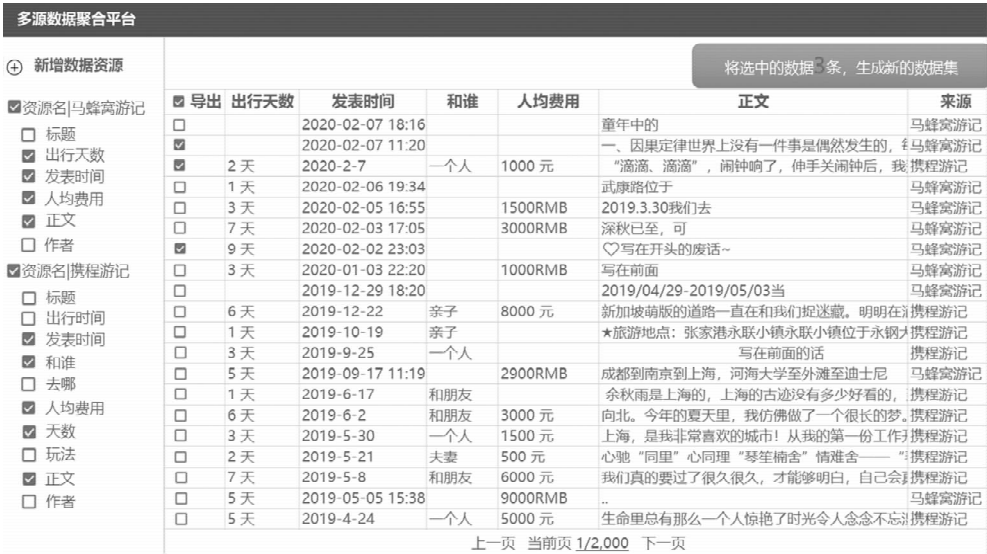 多源数据聚合平台
新增数据资源
将选中的数据3条，生成新的数据集
资源名|马蜂窝游记
标题
出行天数
发表时间
人均费用
正文
作者
资源名|携程游记
标题
出行时间
发表时间
和谁
去哪
人均费用
天数
玩法
正文
作者
导出 出行天数 发表时间 和谁 人均费用 正文 来源
2020-02-07 18:16 童年中的 马蜂窝游记
2020-02-07 11:20 一、因果定律世界上没有一件事是偶然发生的，每 马蜂窝游记
2 天 2020-2-7 一个人 1000 元 “滴滴、滴滴”，闹钟响了，伸手关闹钟后，我 携程游记
1 天 2020-02-06 19:34 武康路位于 马蜂窝游记
3 天 2020-02-05 16:55 1500RMB 2019.3.30我们去 马蜂窝游记
7 天 2020-02-03 17:05 3000RMB 深秋已至，可 马蜂窝游记
9 天 2020-02-02 23:03 ♡写在开头的废话~ 马蜂窝游记
3 天 2020-01-03 22:20 1000RMB 写在前面 马蜂窝游记
2019-12-29 18:20 2019/04/29-2019/05/03当 马蜂窝游记
6 天 2019-12-22 亲子 8000 元 新加坡萌版的道路一直在和我们捉迷藏。明明在 携程游记
1 天 2019-10-19 亲子 ★旅游地点：张家港永联小镇永联小镇位于永钢大 携程游记
3 天 2019-9-25 一个人 写在前面的话 携程游记
5 天 2019-09-17 11:19 2900RMB 成都到南京到上海，河海大学至外滩至迪士尼 马蜂窝游记
1 天 2019-6-17 和朋友 余秋雨是上海的，上海的古迹没有多少好看的， 携程游记
6 天 2019-6-2 和朋友 3000 元 向北。今年的夏天里，我仿佛做了一个很长的梦。 携程游记
3 天 2019-5-30 一个人 1500 元 上海，是我非常喜欢的城市！从我的第一份工作 携程游记
2 天 2019-5-21 夫妻 500 元 心驰“同里”心同理“琴笙楠舍”情难舍——“ 携程游记
7 天 2019-5-8 和朋友 6000 元 我们真的要过了很久很久，才能够明白，自己会 携程游记
5 天 2019-05-05 15:38 9000RMB .. 马蜂窝游记
5 天 2019-4-24 一个人 5000 元 生命里总有那么一个人惊艳了时光令人念念不忘 携程游记
上一页 当前页 1/2,000 下一页